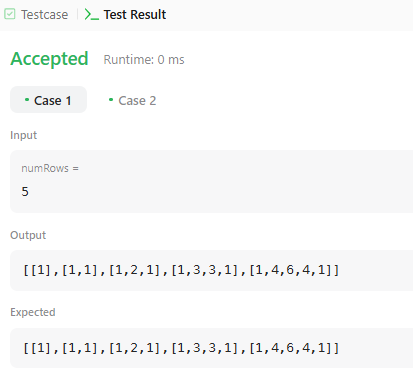 Testcase
Test Result
Accepted Runtime: 0 ms
Case 1 Case 2
Input
numRows =
5
Output
[[1],[1,1],[1,2,1],[1,3,3,1],[1,4,6,4,1]]
Expected
[[1],[1,1],[1,2,1],[1,3,3,1],[1,4,6,4,1]]